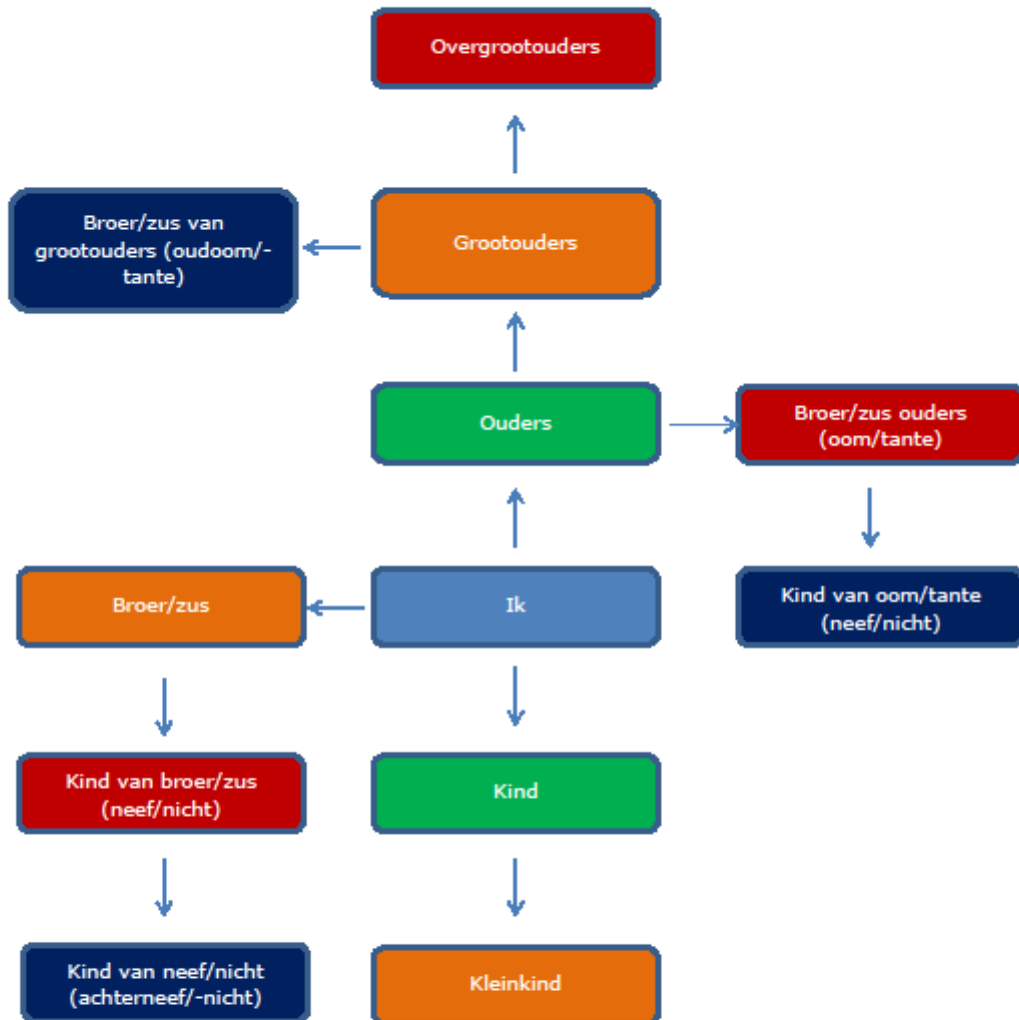 Overgrootouders
Broer/zus van
grootouders (oudoom/-
tante)
Grootouders
Ouders
Broer/zus ouders
(oom/tante)
Broer/zus
Ik
Kind van oom/tante
(neef/nicht)
Kind van broer/zus
(neef/nicht)
Kind
Kind van neef/nicht
(achterneef/-nicht)
Kleinkind